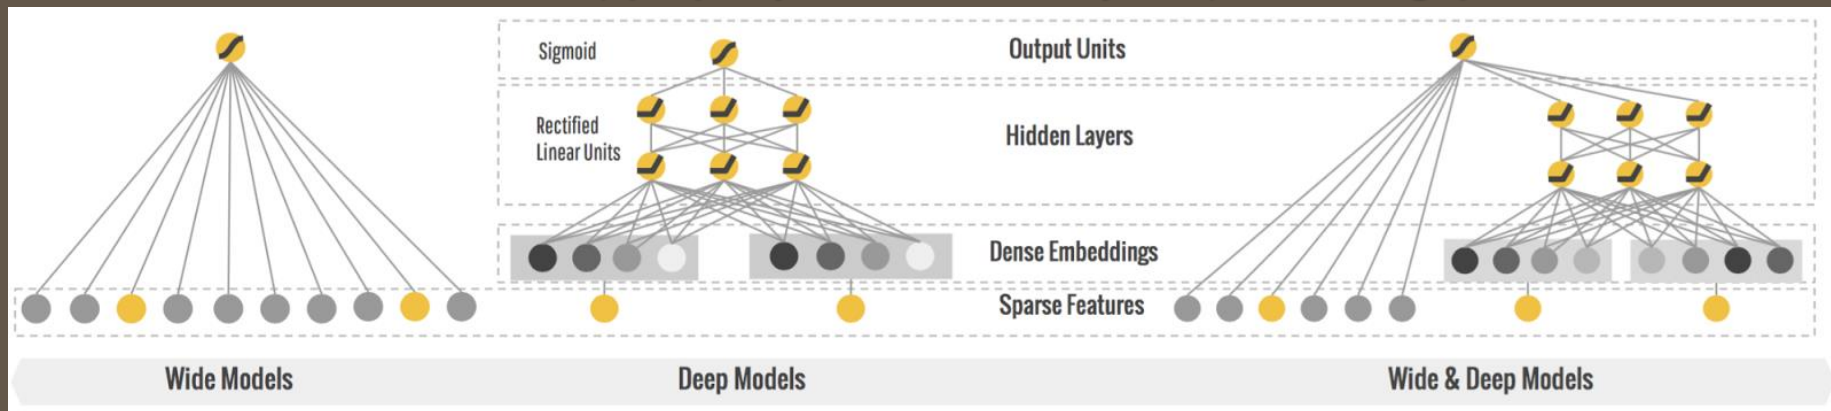 Sigmoid
Output Units
Rectified
Linear Units
Hidden Layers
Dense Embeddings
Sparse Features
Wide Models
Deep Models
Wide & Deep Models